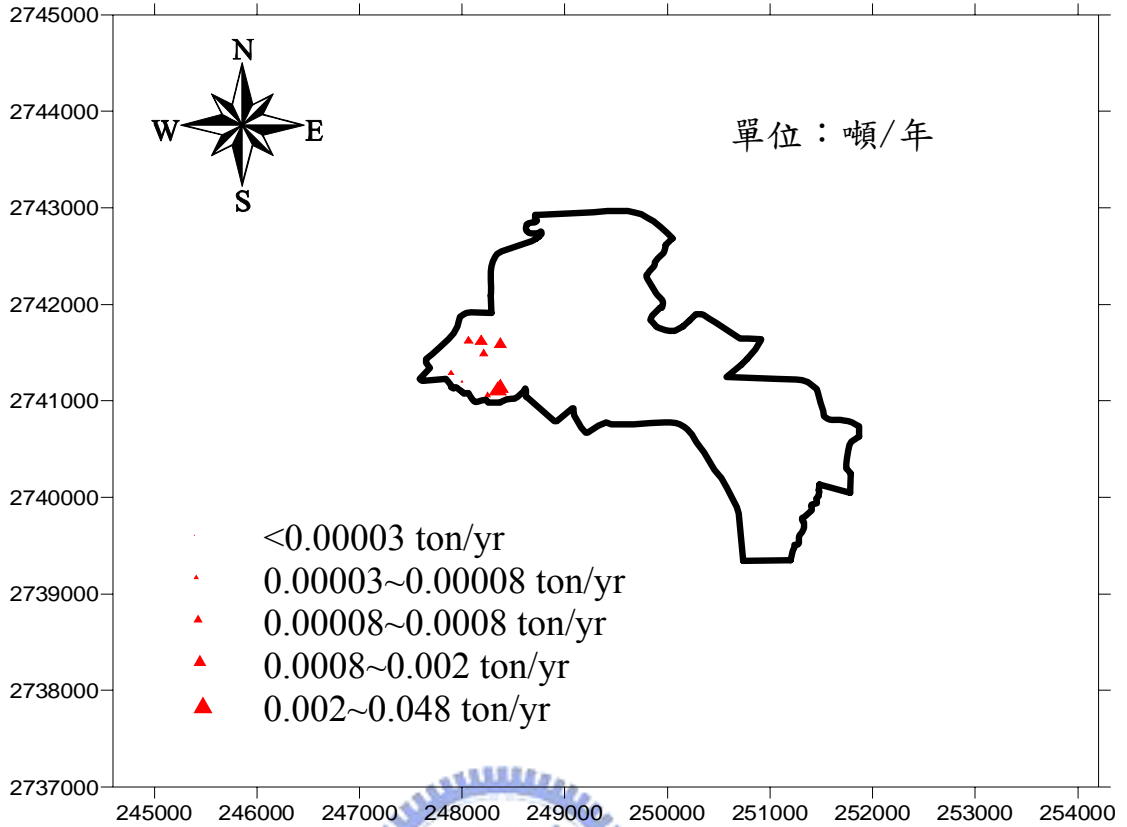 2745000
2744000
2743000
2742000
2741000
2740000
2739000
2738000
2737000
N
W
E
S
單位：噸/年
<0.00003 ton/yr
0.00003~0.00008 ton/yr
0.00008~0.0008 ton/yr
0.0008~0.002 ton/yr
0.002~0.048 ton/yr
245000 246000 247000 248000 249000 250000 251000 252000 253000 254000